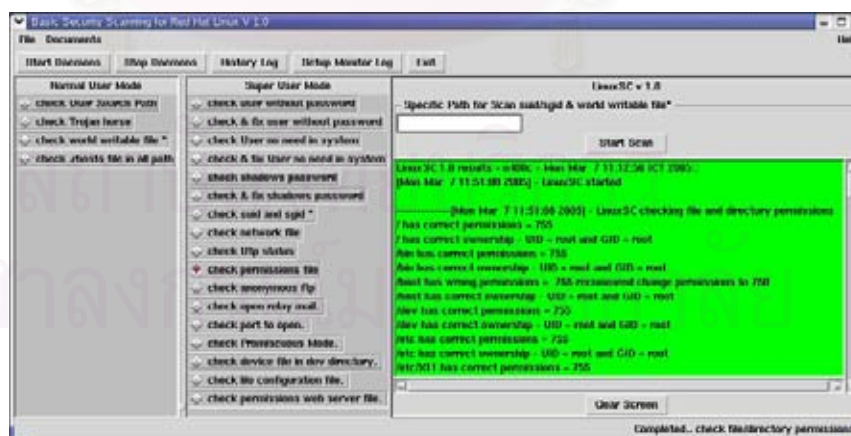 Basic Security Scanning for Red Hat Linux V 1.0
File Documents Hel
Start Daemons Stop Daemons History Log Setup Monitor Log Exit
Normal User Mode
check User Search Path
check Trojan horse
check world writable file *
check .rhosts file in all path
Super User Mode
check user without password
check & fix user without password
check User no need in system
check & fix User no need in system
check shadows password
check & fix shadows password
check suid and sgid *
check network file
check tftp status
check permissions file
check anonymous ftp
check open relay mail.
check port to open.
check Promiscuous Mode.
check device file in dev directory.
check lilo configuration file.
check permissions web server file.
LinuxSC v 1.0
Specific Path for Scan suid/sgid & world writable file*
Start Scan
LinuxSC 1.0 results - - Mon Mar 7 11:12:56 ICT 2005..
[Mon Mar 7 11:51:00 2005] - LinuxSC started
[Mon Mar 7 11:51:00 2005] - LinuxSC checking file and directory permissions
/ has correct permissions = 755
/ has correct ownership - UID = root and GID = root
/bin has correct permissions = 755
/bin has correct ownership - UID = root and GID = root
/boot has wrong permissions = 755 recommend change permissions to 750
/boot has correct ownership - UID = root and GID = root
/dev has correct permissions = 755
/dev has correct ownership - UID = root and GID = root
/etc has correct permissions = 755
/etc has correct ownership - UID = root and GID = root
/etc/X11 has correct permissions = 755
Clear Screen
Completed.. check file/directory permissions